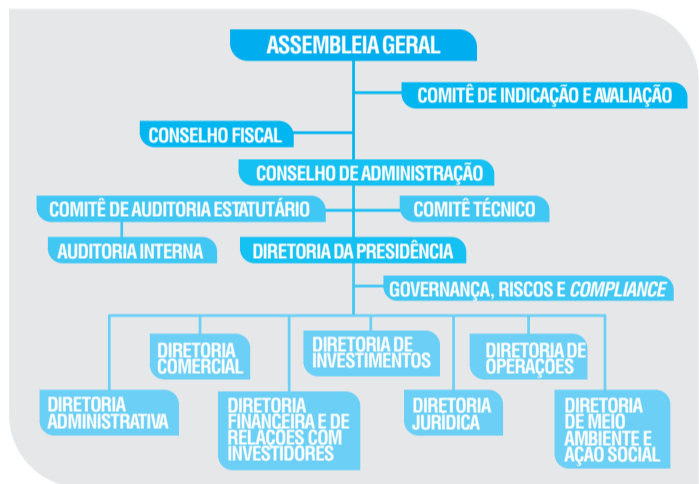 ASSEMBLEIA GERAL
COMITÊ DE INDICAÇÃO E AVALIAÇÃO
CONSELHO FISCAL
CONSELHO DE ADMINISTRAÇÃO
COMITÊ DE AUDITORIA ESTATUTÁRIO
COMITÊ TÉCNICO
AUDITORIA INTERNA
DIRETORIA DA PRESIDÊNCIA
GOVERNANÇA, RISCOS E COMPLIANCE
DIRETORIA
COMERCIAL
DIRETORIA DE
INVESTIMENTOS
DIRETORIA DE
OPERAÇÕES
DIRETORIA
ADMINISTRATIVA
DIRETORIA
FINANCEIRA E DE
RELAÇÕES COM
INVESTIDORES
DIRETORIA
JURÍDICA
DIRETORIA
DE MEIO
AMBIENTE E
AÇÃO SOCIAL